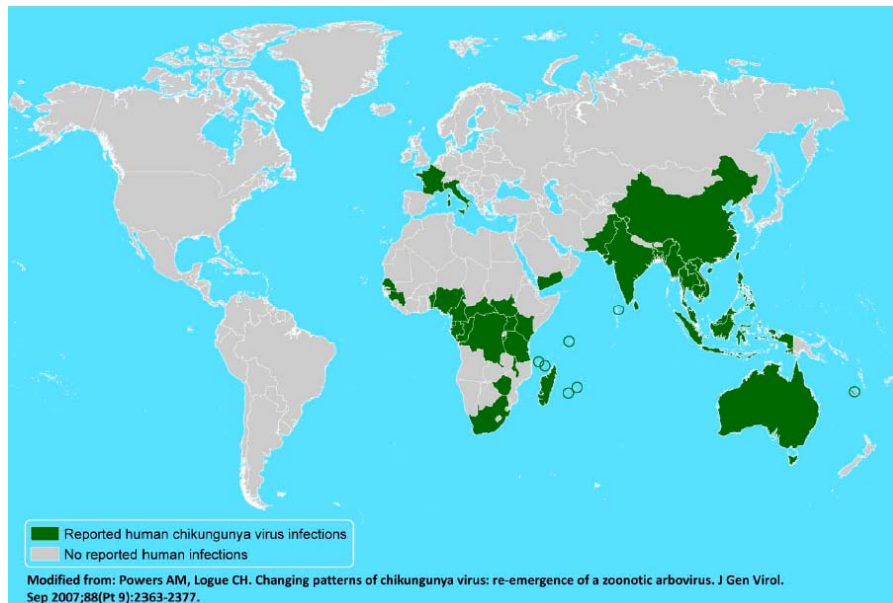 Reported human chikungunya virus infections
No reported human infections
Modified from: Powers AM, Logue CH. Changing patterns of chikungunya virus: re-emergence of a zoonotic arbovirus. J Gen Virol.
Sep 2007;88(Pt 9):2363-2377.